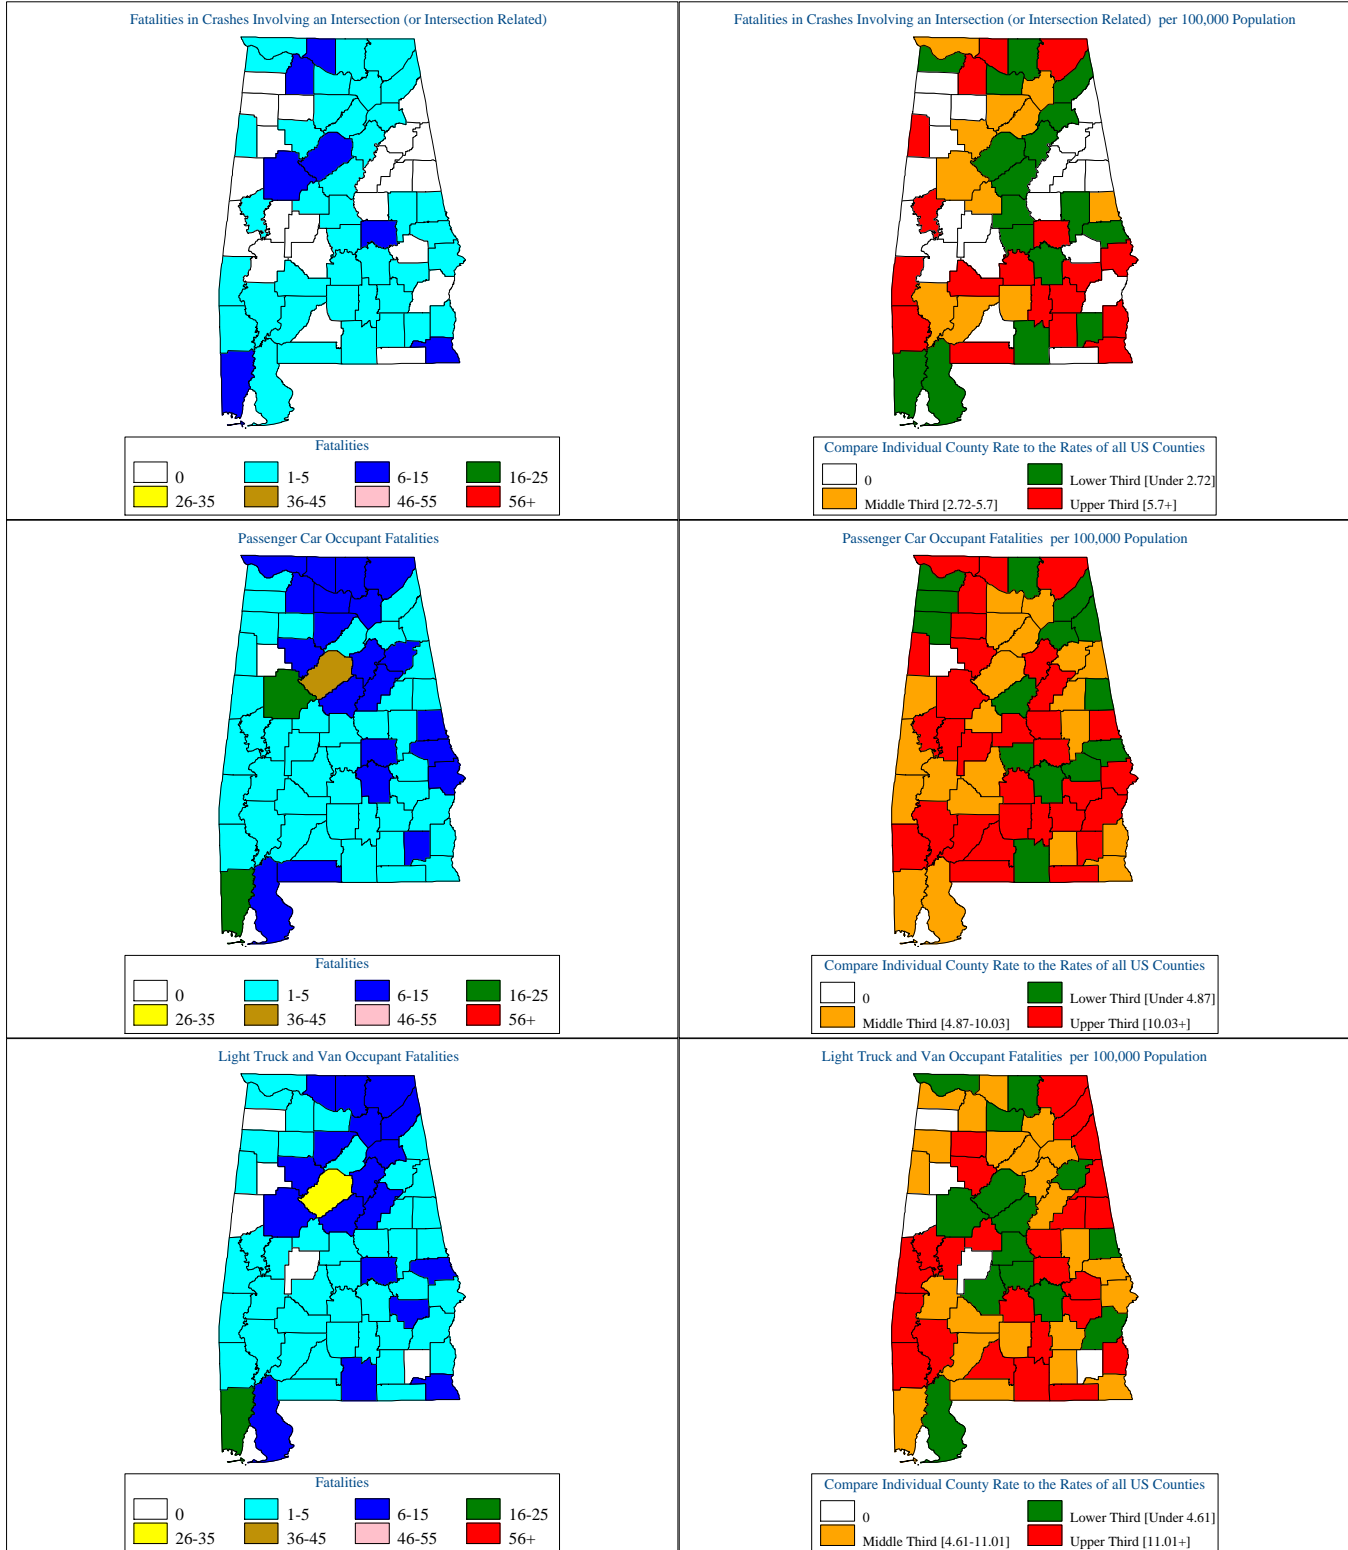 Fatalities in Crashes Involving an Intersection (or Intersection Related)
Fatalities
0
1-5
6-15
16-25
26-35
36-45
46-55
56+
Fatalities in Crashes Involving an Intersection (or Intersection Related) per 100,000 Population
Compare Individual County Rate to the Rates of all US Counties
0
Lower Third [Under 2.72]
Middle Third [2.72-5.7]
Upper Third [5.7+]
Passenger Car Occupant Fatalities
Fatalities
0
1-5
6-15
16-25
26-35
36-45
46-55
56+
Passenger Car Occupant Fatalities per 100,000 Population
Compare Individual County Rate to the Rates of all US Counties
0
Lower Third [Under 4.87]
Middle Third [4.87-10.03]
Upper Third [10.03+]
Light Truck and Van Occupant Fatalities
Fatalities
0
1-5
6-15
16-25
26-35
36-45
46-55
56+
Light Truck and Van Occupant Fatalities per 100,000 Population
Compare Individual County Rate to the Rates of all US Counties
0
Lower Third [Under 4.61]
Middle Third [4.61-11.01]
Upper Third [11.01+]